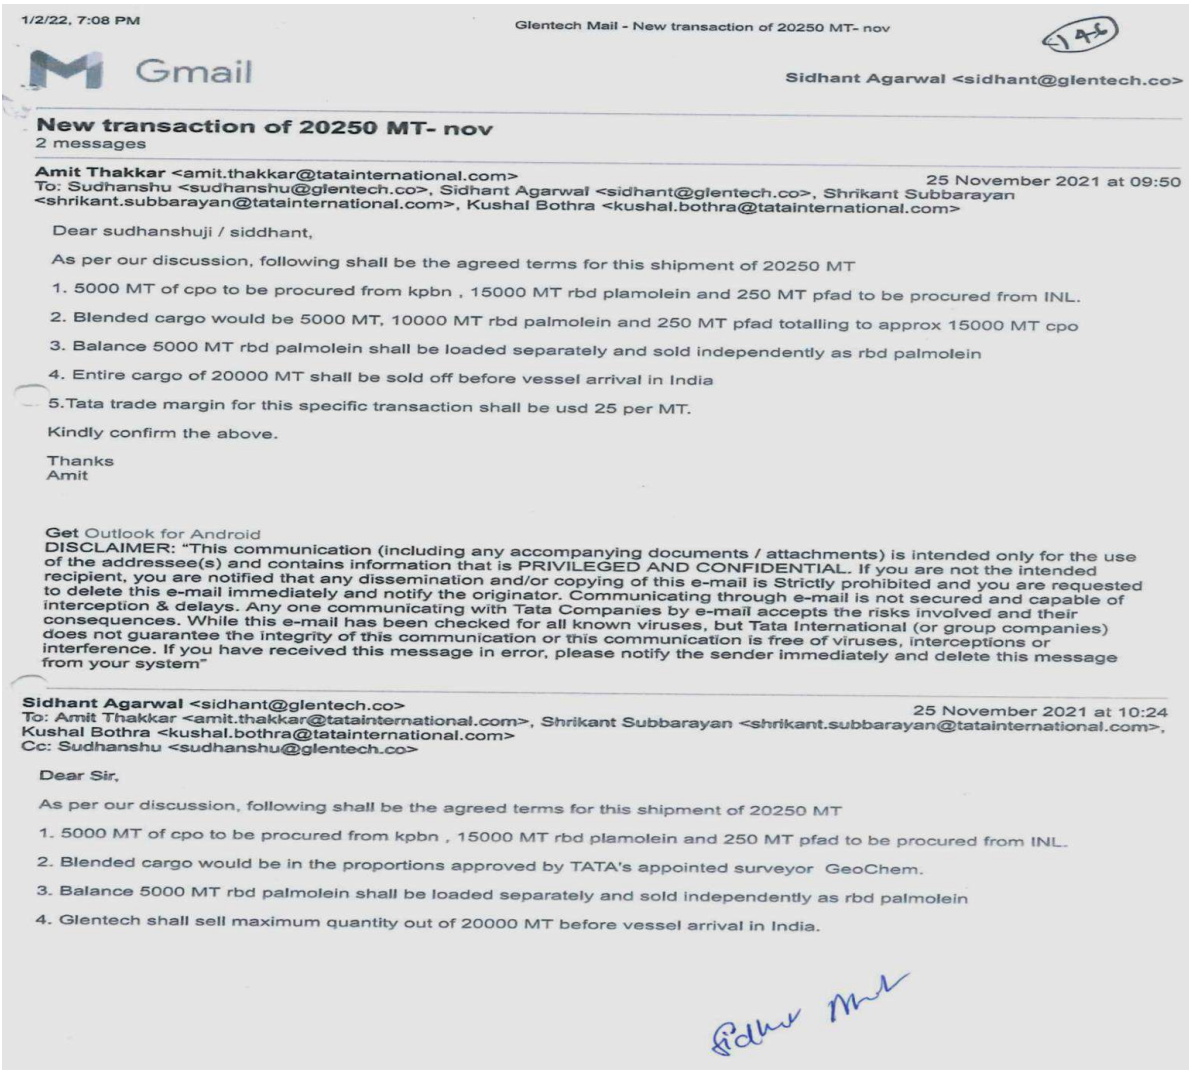 1/2/22, 7:08 PM
Glentech Mail - New transaction of 20250 MT- nov
Gmail
Sidhant Agarwal <sidhant@glentech.co>
New transaction of 20250 MT- nov
2 messages
Amit Thakkar <amit.thakkar@tatainternational.com>
25 November 2021 at 09:50
To: Sudhanshu <sudhanshu@glentech.co>, Sidhant Agarwal <sidhant@glentech.co>, Shrikant Subbarayan
<shrikant.subbarayan@tatainternational.com>, Kushal Bothra <kushal.bothra@tatainternational.com>
Dear sudhanshuji / siddhant,
As per our discussion, following shall be the agreed terms for this shipment of 20250 MT
1. 5000 MT of cpo to be procured from kpbn , 15000 MT rbd plamolein and 250 MT pfad to be procured from INL.
2. Blended cargo would be 5000 MT, 10000 MT rbd palmolein and 250 MT pfad totalling to approx 15000 MT cpo
3. Balance 5000 MT rbd palmolein shall be loaded separately and sold independently as rbd palmolein
4. Entire cargo of 20000 MT shall be sold off before vessel arrival in India
5.Tata trade margin for this specific transaction shall be usd 25 per MT.
Kindly confirm the above.
Thanks
Amit
Get Outlook for Android
DISCLAIMER: "This communication (including any accompanying documents / attachments) is intended only for the use
of the addressee(s) and contains information that is PRIVILEGED AND CONFIDENTIAL. If you are not the intended
recipient, you are notified that any dissemination and/or copying of this e-mail is Strictly prohibited and you are requested
to delete this e-mail immediately and notify the originator. Communicating through e-mail is not secured and capable of
interception & delays. Any one communicating with Tata Companies by e-mail accepts the risks involved and their
consequences. While this e-mail has been checked for all known viruses, but Tata International (or group companies)
does not guarantee the integrity of this communication or this communication is free of viruses, interceptions or
interference. If you have received this message in error, please notify the sender immediately and delete this message
from your system"
Sidhant Agarwal <sidhant@glentech.co>
25 November 2021 at 10:24
To: Amit Thakkar <amit.thakkar@tatainternational.com>, Shrikant Subbarayan <shrikant.subbarayan@tatainternational.com>,
Kushal Bothra <kushal.bothra@tatainternational.com>
Cc: Sudhanshu <sudhanshu@glentech.co>
Dear Sir,
As per our discussion, following shall be the agreed terms for this shipment of 20250 MT
1. 5000 MT of cpo to be procured from kpbn , 15000 MT rbd plamolein and 250 MT pfad to be procured from INL.
2. Blended cargo would be in the proportions approved by TATA's appointed surveyor GeoChem.
3. Balance 5000 MT rbd palmolein shall be loaded separately and sold independently as rbd palmolein
4. Glentech shall sell maximum quantity out of 20000 MT before vessel arrival in India.